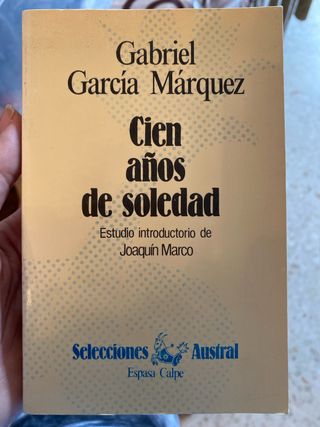 Gabriel
García Márquez
Cien
años
de soledad
Estudio introductorio de
Joaquín Marco
Selecciones Austral
Espasa Calpe